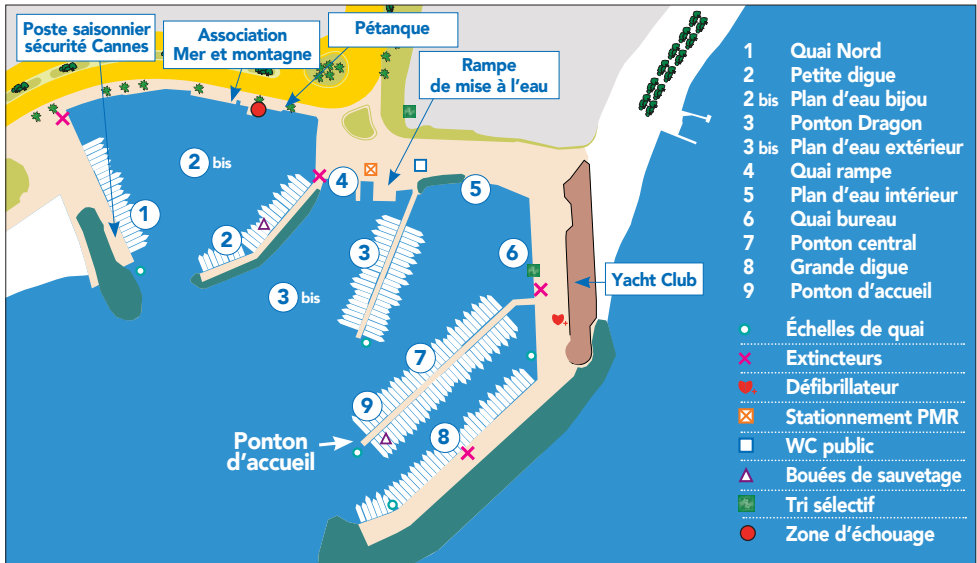 Poste saisonnier
sécurité Cannes
Association
Mer et montagne
Pétanque
Rampe
de mise à l'eau
2 bis
1
2
4
5
3
3 bis
6
7
9
8
Yacht Club
Ponton
d'accueil
1 Quai Nord
2 Petite digue
2 bis Plan d'eau bijou
3 Ponton Dragon
3 bis Plan d'eau extérieur
4 Quai rampe
5 Plan d'eau intérieur
6 Quai bureau
7 Ponton central
8 Grande digue
9 Ponton d'accueil
Échelles de quai
Extincteurs
Défibrillateur
Stationnement PMR
WC public
Bouées de sauvetage
Tri sélectif
Zone d'échouage